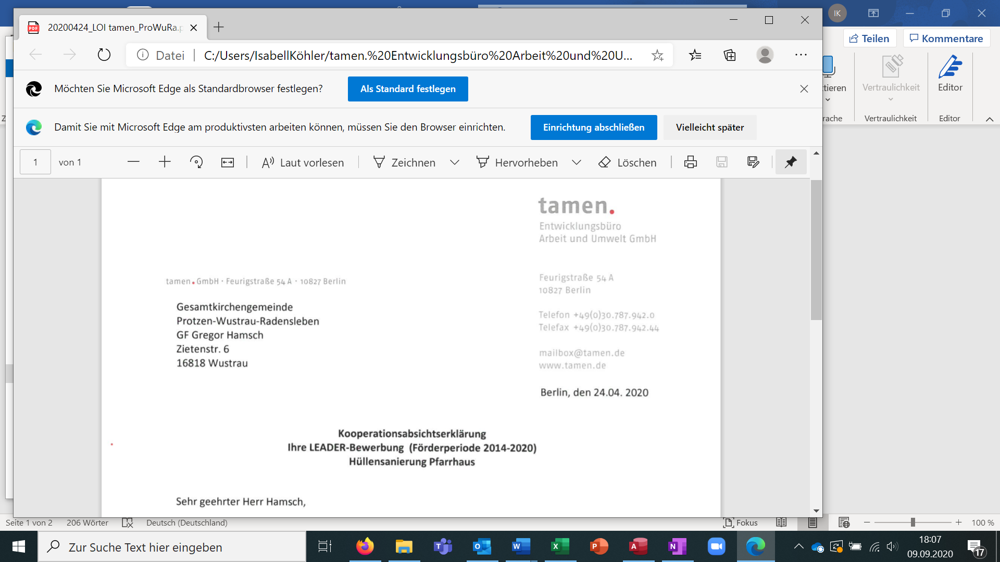 IK
Teilen
Kommentare
tieren
Vertraulichkeit
Editor
rache
Vertraulichkeit
Editor
20200424_LOI tamen_ProWuRa.p
Datei
C:/Users/IsabellKöhler/tamen.%20Entwicklungsbüro%20Arbeit%20und%20U...
Möchten Sie Microsoft Edge als Standardbrowser festlegen?
Als Standard festlegen
Damit Sie mit Microsoft Edge am produktivsten arbeiten können, müssen Sie den Browser einrichten.
Einrichtung abschließen
Vielleicht später
1 von 1
Laut vorlesen
Zeichnen
Hervorheben
Löschen
tamen.
Entwicklungsbüro
Arbeit und Umwelt GmbH
Feurigstraße 54 A
10827 Berlin
Telefon +49(0)30.787.942.0
Telefax +49(0)30.787.942.44
mailbox@tamen.de
www.tamen.de
tamen. GmbH · Feurigstraße 54 A · 10827 Berlin
Gesamtkirchengemeinde
Protzen-Wustrau-Radensleben
GF Gregor Hamsch
Zietenstr. 6
16818 Wustrau
Berlin, den 24.04. 2020
Kooperationsabsichtserklärung
Ihre LEADER-Bewerbung (Förderperiode 2014-2020)
Hüllensanierung Pfarrhaus
Sehr geehrter Herr Hamsch,
Seite 1 von 2
206 Wörter
Deutsch (Deutschland)
Fokus
100 %
Zur Suche Text hier eingeben
18:07
09.09.2020
17